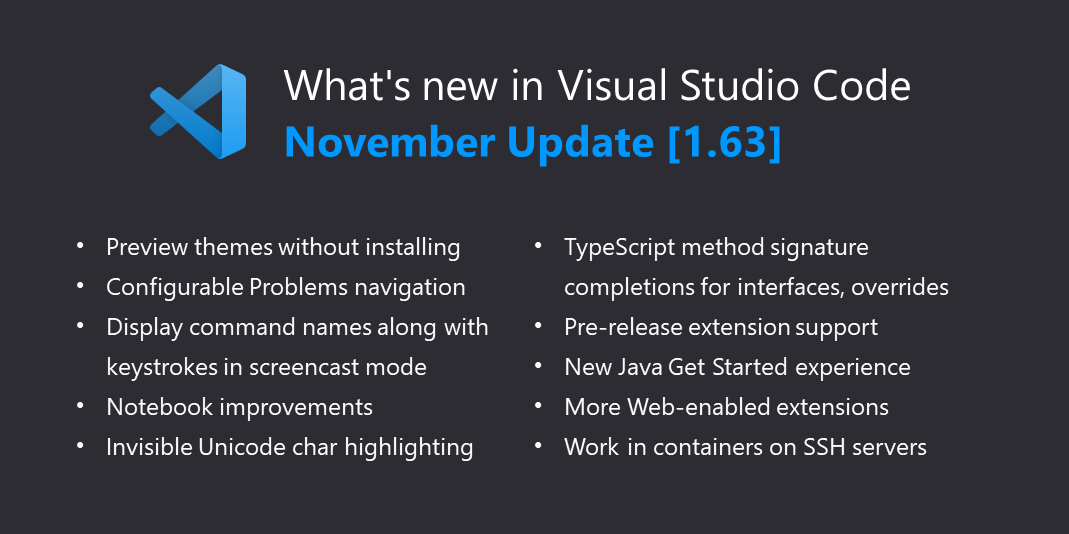 What's new in Visual Studio Code
November Update [1.63]
• Preview themes without installing
• Configurable Problems navigation
• Display command names along with
keystrokes in screencast mode
• Notebook improvements
• Invisible Unicode char highlighting
• TypeScript method signature
completions for interfaces, overrides
• Pre-release extension support
• New Java Get Started experience
• More Web-enabled extensions
• Work in containers on SSH servers